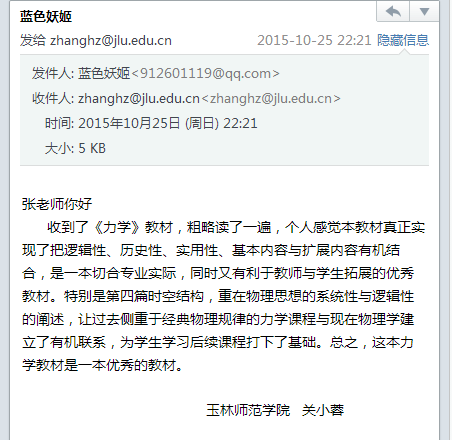 蓝色妖姬
发给 zhanghz@jlu.edu.cn 2015-10-25 22:21 隐藏信息
发件人: 蓝色妖姬<912601119@qq.com>
收件人: zhanghz@jlu.edu.cn<zhanghz@jlu.edu.cn>
时间: 2015年10月25日 (周日) 22:21
大小: 5 KB
张老师你好
收到了《力学》教材，粗略读了一遍，个人感觉本教材真正实
现了把逻辑性、历史性、实用性、基本内容与扩展内容有机结
合，是一本切合专业实际，同时又有利于教师与学生拓展的优秀
教材。特别是第四篇时空结构，重在物理思想的系统性与逻辑性
的阐述，让过去侧重于经典物理规律的力学课程与现在物理学建
立了有机联系，为学生学习后续课程打下了基础。总之，这本力
学教材是一本优秀的教材。
玉林师范学院 关小蓉